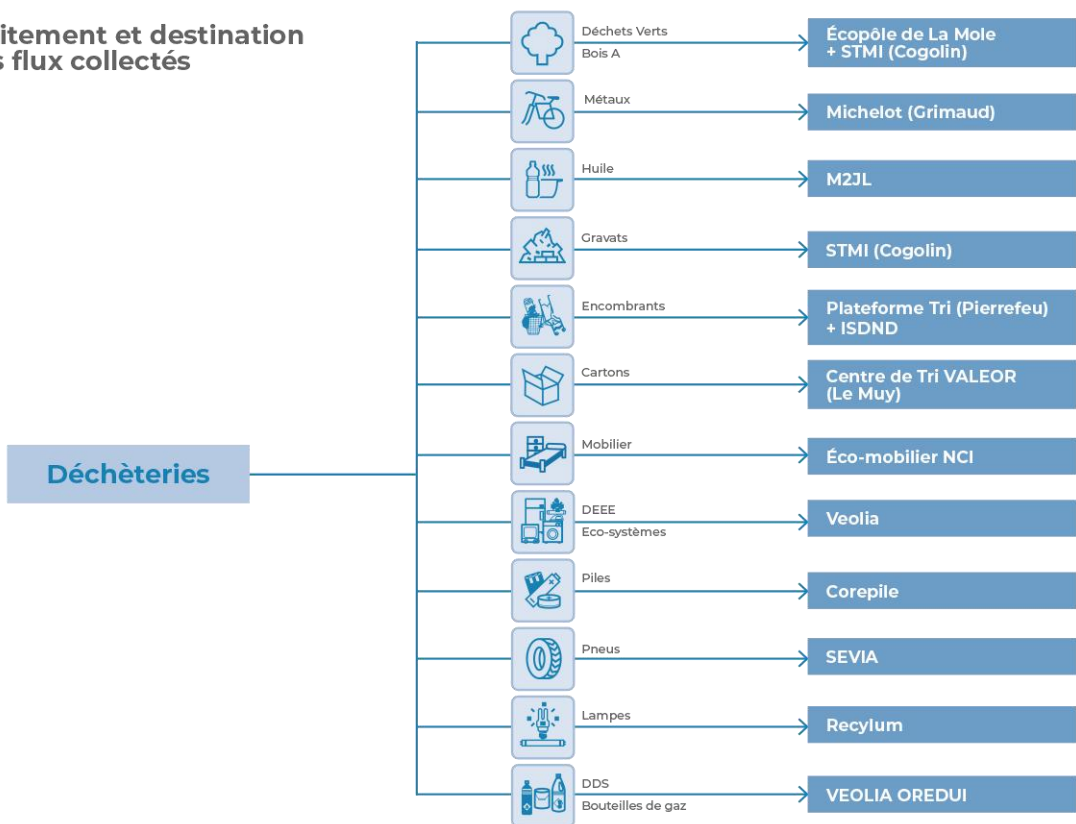 itement et destination
s flux collectés
Déchets Verts
Bois A
Écopôle de La Mole
+ STMI (Cogolin)
Métaux
Michelot (Grimaud)
Huile
M2JL
Gravats
STMI (Cogolin)
Encombrants
Plateforme Tri (Pierrefeu)
+ ISDND
Cartons
Centre de Tri VALEOR
(Le Muy)
Déchèteries
Mobilier
Éco-mobilier NCI
DEEE
Eco-systèmes
Veolia
Piles
Corepile
Pneus
SEVIA
Lampes
Recylum
DDS
Bouteilles de gaz
VEOLIA OREDUI